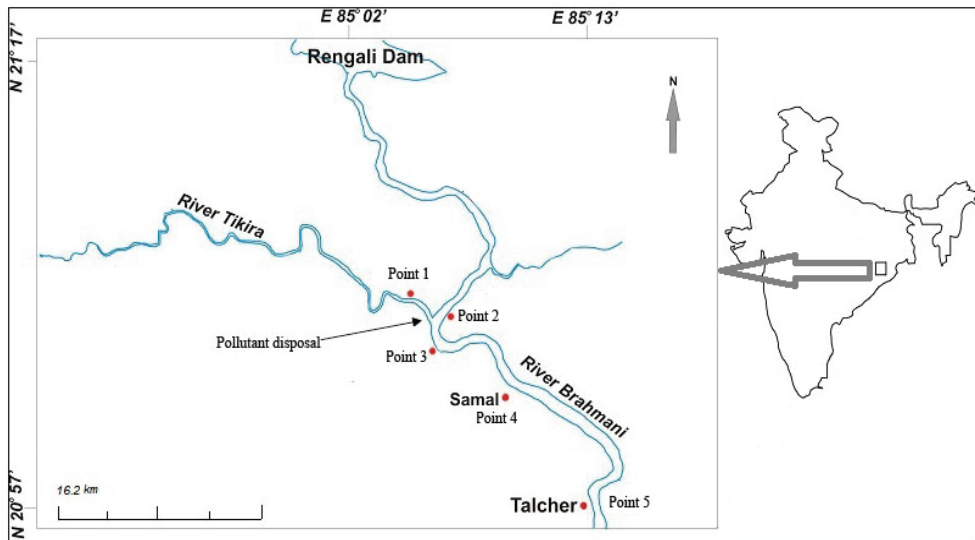 E 85° 02’
E 85° 13’
N 21° 17’
Rengali Dam
N
River Tikira
Point 1
Point 2
Pollutant disposal
Point 3
River Brahmani
Samal
Point 4
16.2 km
Talcher
Point 5
N 20° 57’